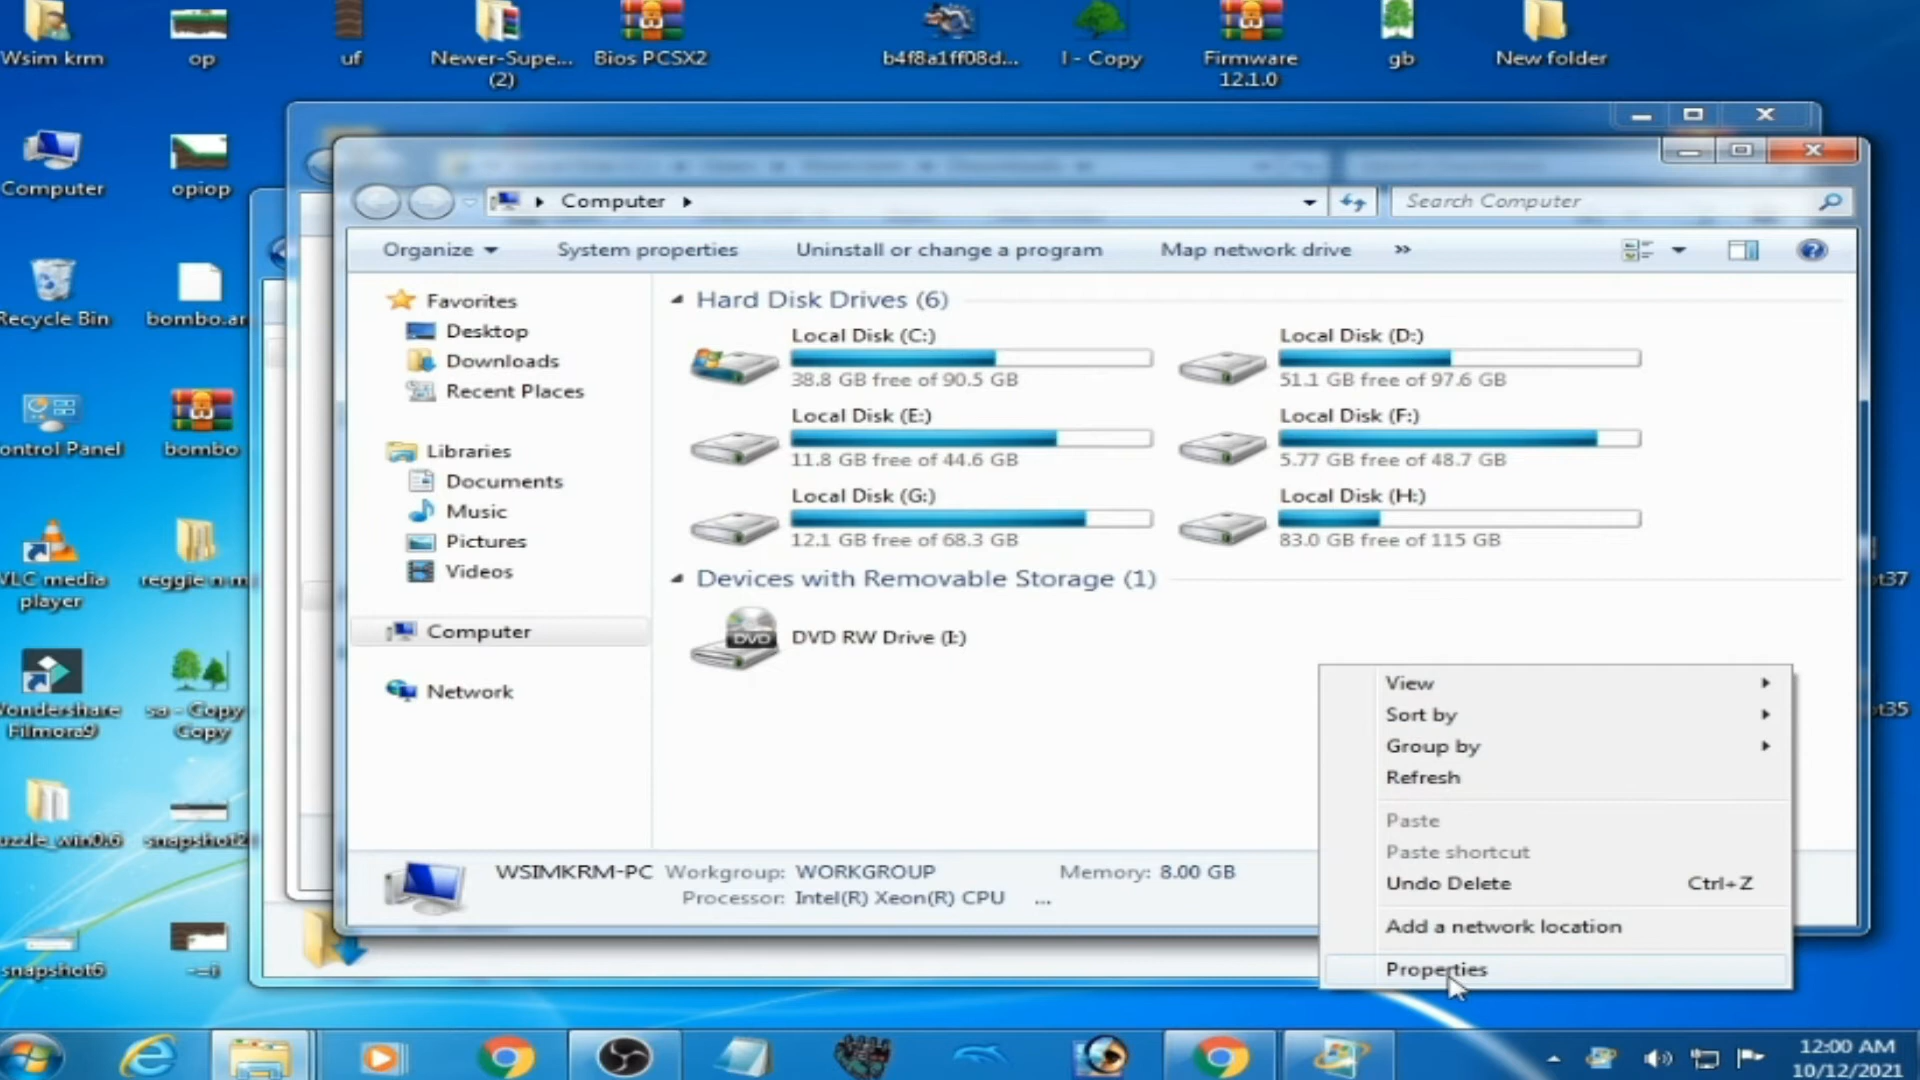 Wsim krm
op
uf
Newer-Supe...
(2)
Bios PCSX2
b4f8a1ff08d...
l - Copy
Firmware
12.1.0
gb
New folder
Computer
opiop
Computer
Search Computer
Organize
System properties
Uninstall or change a program
Map network drive
»
Recycle Bin
bombo.ar
ontrol Panel
bombo
VLC media
player
reggie n m
Wondershare
Filmora9
sa - Copy
Copy
uzzle_win0.6
snapshot2
snapshot6
-=i
Favorites
Desktop
Downloads
Recent Places
Libraries
Documents
Music
Pictures
Videos
Computer
Network
Hard Disk Drives (6)
Local Disk (C:)
38.8 GB free of 90.5 GB
Local Disk (D:)
51.1 GB free of 97.6 GB
Local Disk (E:)
11.8 GB free of 44.6 GB
Local Disk (F:)
5.77 GB free of 48.7 GB
Local Disk (G:)
12.1 GB free of 68.3 GB
Local Disk (H:)
83.0 GB free of 115 GB
Devices with Removable Storage (1)
DVD
DVD RW Drive (I:)
ot37
ot35
View
Sort by
Group by
Refresh
Paste
Paste shortcut
Undo Delete Ctrl+Z
Add a network location
Properties
WSIMKRM-PC Workgroup: WORKGROUP Memory: 8.00 GB
Processor: Intel(R) Xeon(R) CPU ...
12:00 AM
10/12/2021